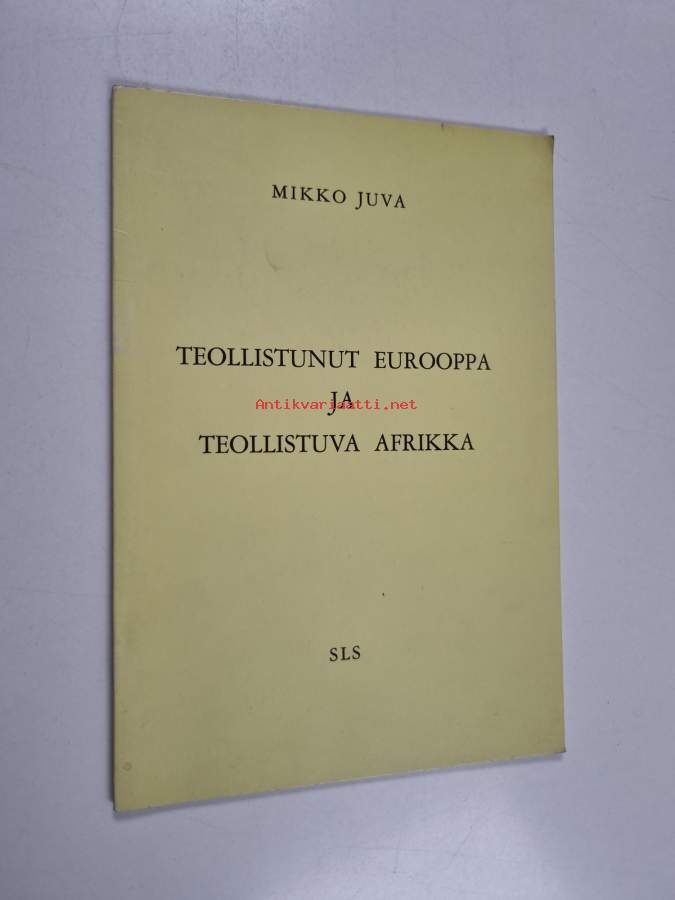 MIKKO JUVA
TEOLLISTUNUT EUROOPPA
JA
Antikvariaatti.net
TEOLLISTUVA AFRIKKA
SLS